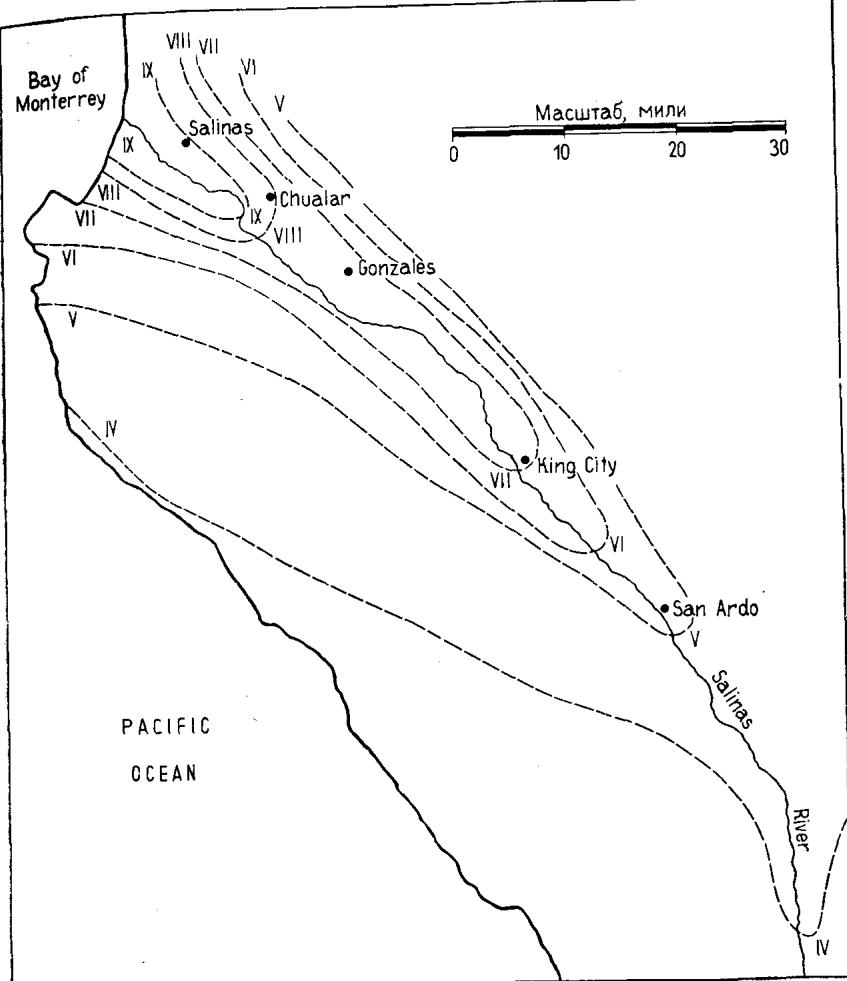 VIII VII
IX
VI
V
Bay of
Monterrey
Масштаб, мили
0 10 20 30
Salinas
IX
Chualar
VIII
IX
VII
VIII
VI
Gonzales
V
IV
King City
VII
VI
San Ardo
V
Salinas
River
PACIFIC
OCEAN
IV